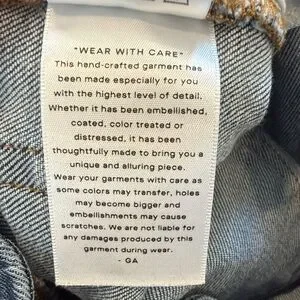 "WEAR WITH CARE"
This hand-crafted garment has
been made especially for you
with the highest level of detail.
Whether it has been embellished,
coated, color treated or
distressed, it has been
thoughtfully made to bring you a
unique and alluring piece.
Wear your garments with care as
some colors may transfer, holes
may become bigger and
embellishments may cause
scratches. We are not liable for
any damages produced by this
garment during wear.
- GA